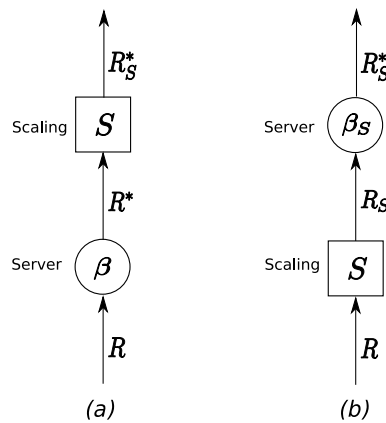 R*S
Scaling
S
R*
Server
β
R
(a)
R*S
Server
βS
RS
Scaling
S
R
(b)